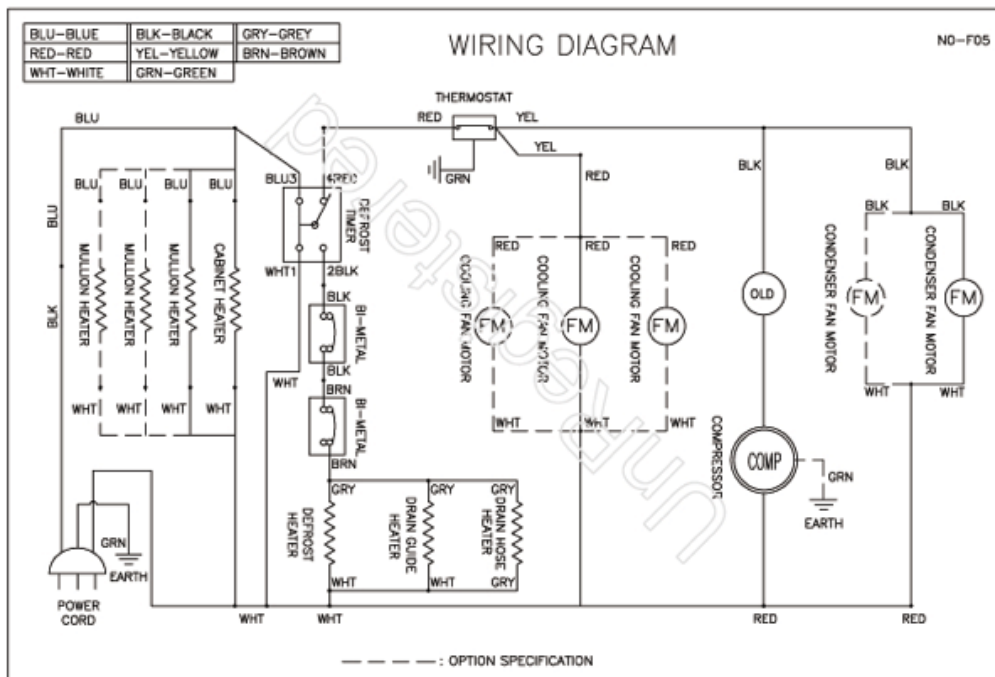 BLU-BLUE BLK-BLACK GRY-GREY
RED-RED YEL-YELLOW BRN-BROWN
WHT-WHITE GRN-GREEN
WIRING DIAGRAM
NO-F05
THERMOSTAT
BLU
RED
YEL
YEL
GRN
RED
BLK
BLK
BLU
BLU
BLU
BLU
BLU3
4RED
DEFROST TIMER
BLU
BLK
MULLION HEATER
MULLION HEATER
MULLION HEATER
CABINET HEATER
WHT1
2BLK
BLK
BI-METAL
BLK
WHT
BRN
BI-METAL
BRN
WHT
WHT
WHT
WHT
RED
RED
RED
COOLING FAN MOTOR
COOLING FAN MOTOR
COOLING FAN MOTOR
FM
FM
FM
WHT
WHT
WHT
OLD
COMPRESSOR
COMP
GRN
EARTH
BLK
BLK
CONDENSER FAN MOTOR
CONDENSER FAN MOTOR
FM
FM
WHT
WHT
GRY
GRY
GRY
DEFROST HEATER
DRAIN GUIDE HEATER
DRAIN HOSE HEATER
WHT
WHT
GRY
GRN
EARTH
POWER CORD
WHT
WHT
RED
RED
: OPTION SPECIFICATION
UnRegistered